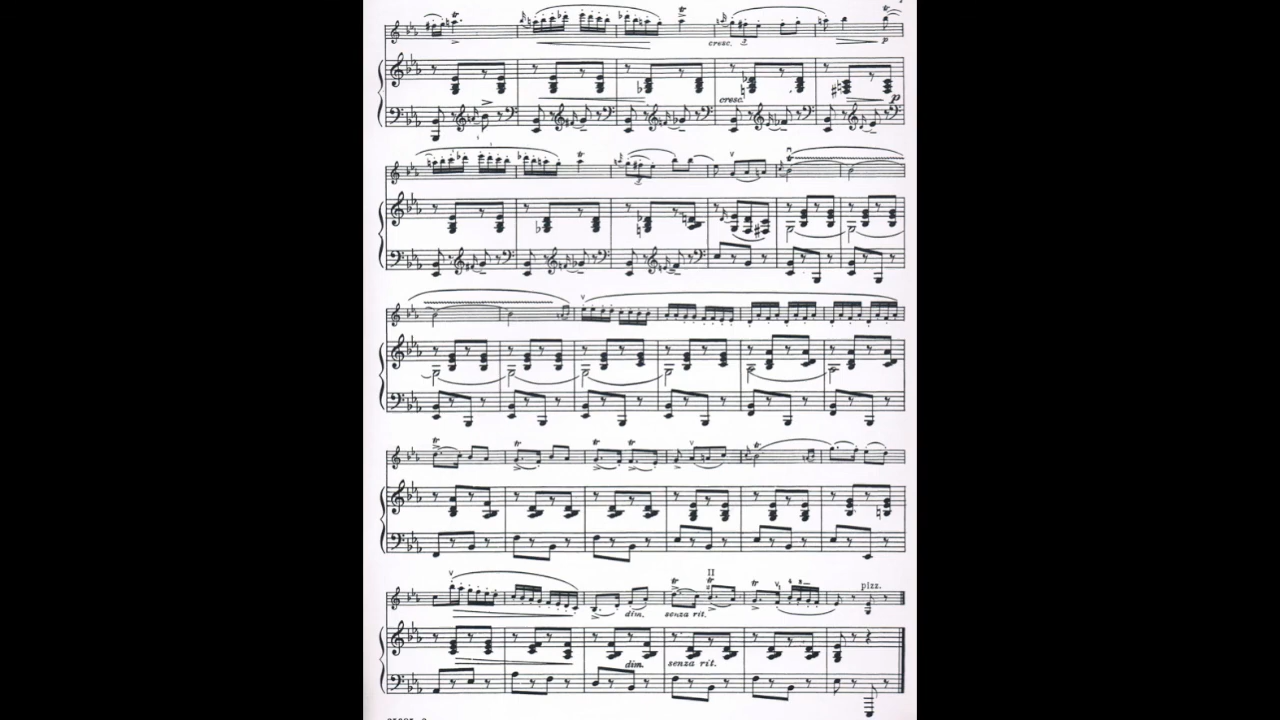 cresc.
p
cresc.
p
II
pizz.
dim. senza rit.
dim. senza rit.